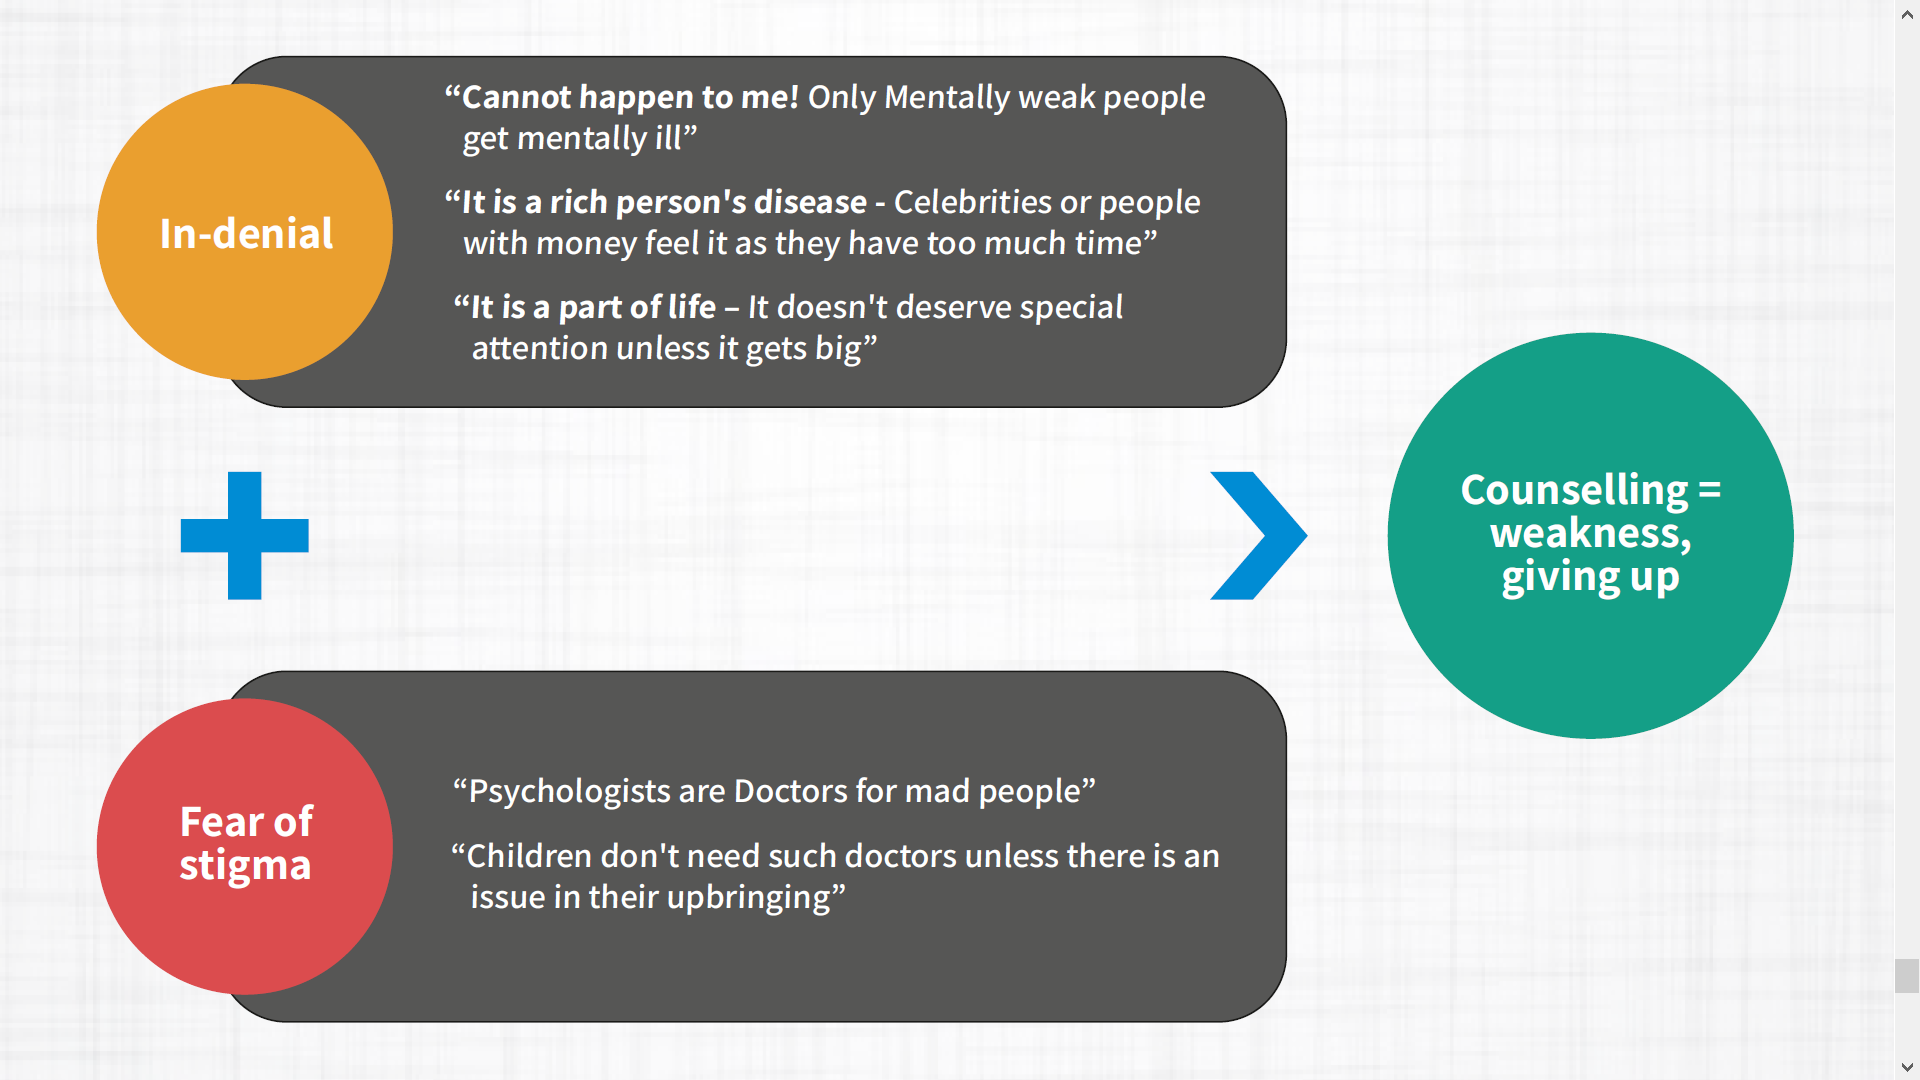 In-denial
“Cannot happen to me! Only Mentally weak people
get mentally ill”
“It is a rich person's disease - Celebrities or people
with money feel it as they have too much time”
“It is a part of life – It doesn't deserve special
attention unless it gets big”
Counselling =
weakness,
giving up
Fear of
stigma
“Psychologists are Doctors for mad people”
“Children don't need such doctors unless there is an
issue in their upbringing”